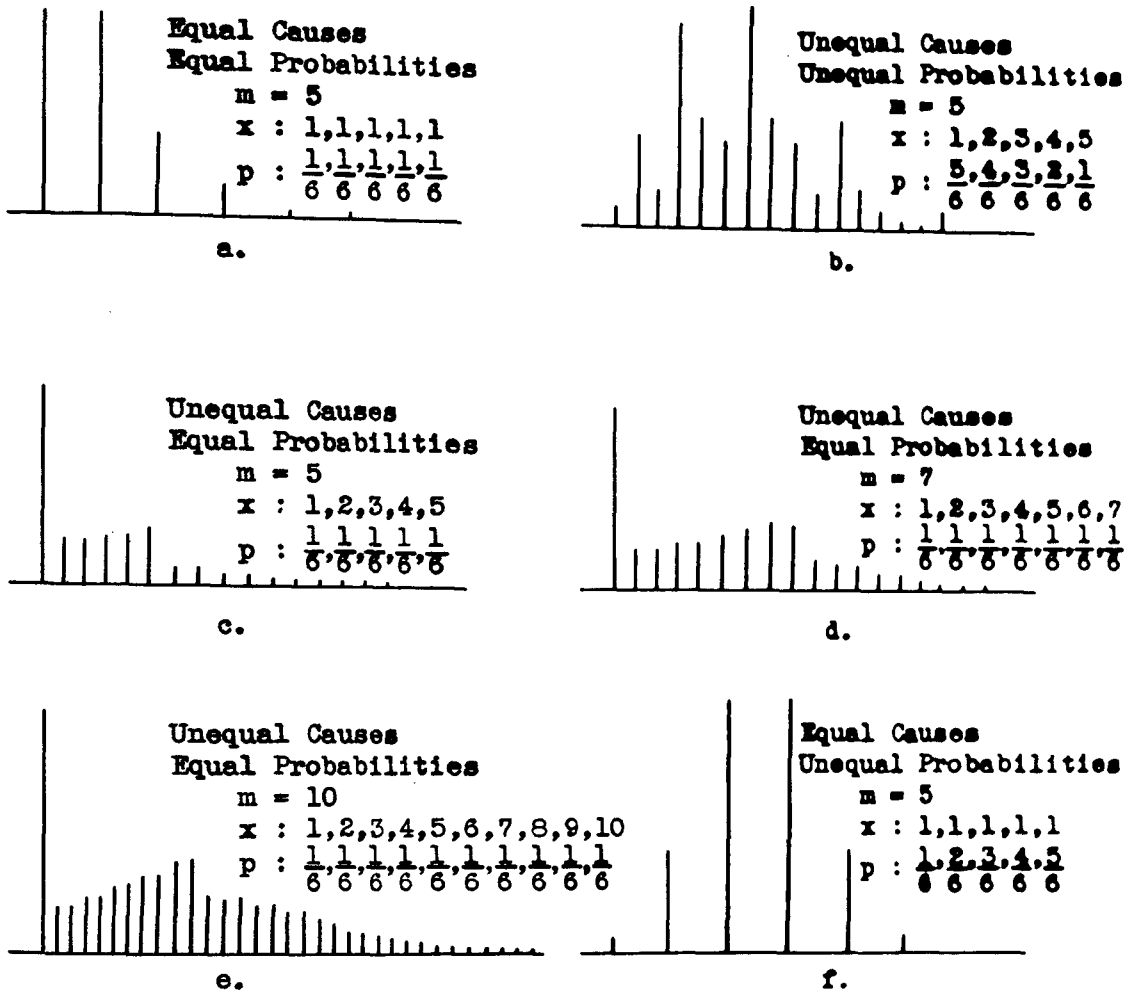 Equal Causes
Equal Probabilities
m = 5
x : 1,1,1,1,1
p : 1/6,1/6,1/6,1/6,1/6
a.
Unequal Causes
Unequal Probabilities
m = 5
x : 1,2,3,4,5
p : 5/6,4/6,3/6,2/6,1/6
b.
Unequal Causes
Equal Probabilities
m = 5
x : 1,2,3,4,5
p : 1/6,1/6,1/6,1/6,1/6
c.
Unequal Causes
Equal Probabilities
m = 7
x : 1,2,3,4,5,6,7
p : 1/6,1/6,1/6,1/6,1/6,1/6,1/6
d.
Unequal Causes
Equal Probabilities
m = 10
x : 1,2,3,4,5,6,7,8,9,10
p : 1/6,1/6,1/6,1/6,1/6,1/6,1/6,1/6,1/6,1/6
e.
Equal Causes
Unequal Probabilities
m = 5
x : 1,1,1,1,1
p : 1/6,2/6,3/6,4/6,5/6
f.